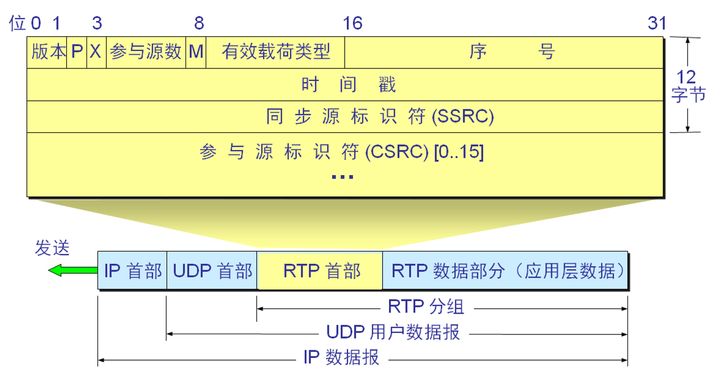 位 0 1 3 8 16 31
版本 P X 参与源数 M 有效载荷类型 序 号
时 间 戳
12
字节
同 步 源 标 识 符 (SSRC)
参 与 源 标 识 符 (CSRC) [0..15]
...
发送
IP 首部 UDP 首部 RTP 首部 RTP 数据部分（应用层数据）
RTP 分组
UDP 用户数据报
IP 数据报